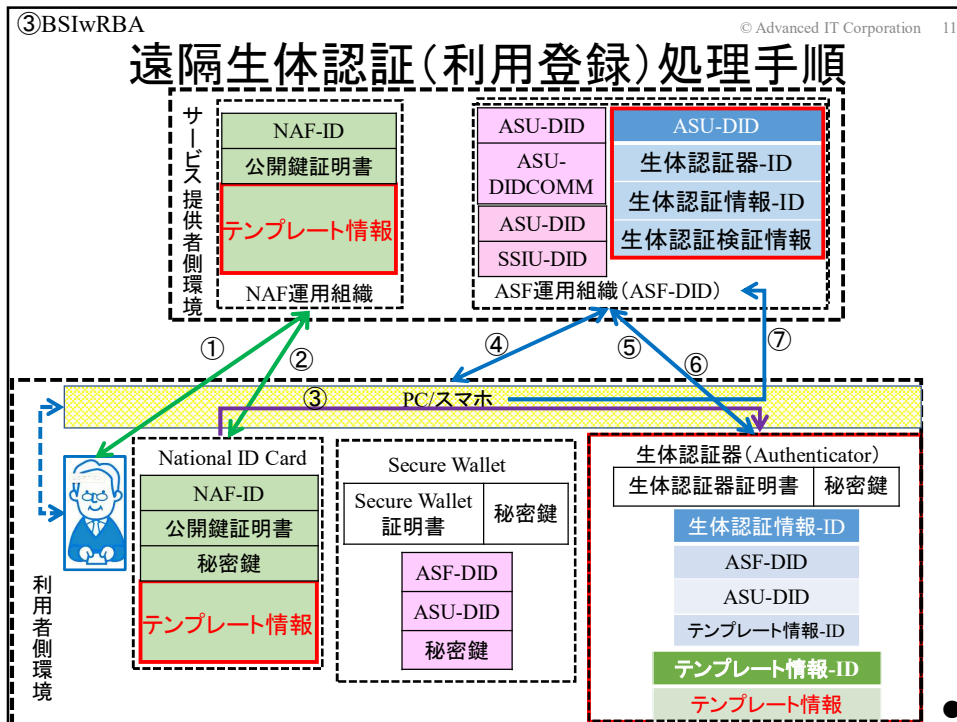 ③BSIwRBA
© Advanced IT Corporation 11
遠隔生体認証(利用登録)処理手順
サービス提供者側環境
NAF-ID
公開鍵証明書
テンプレート情報
NAF運用組織
ASU-DID
ASU-
DIDCOMM
ASU-DID
SSIU-DID
ASU-DID
生体認証器-ID
生体認証情報-ID
生体認証検証情報
ASF運用組織(ASF-DID)
①
②
④
⑤
⑥
⑦
③
PC/スマホ
利用者側環境
National ID Card
NAF-ID
公開鍵証明書
秘密鍵
テンプレート情報
Secure Wallet
Secure Wallet
証明書
秘密鍵
ASF-DID
ASU-DID
秘密鍵
生体認証器(Authenticator)
生体認証器証明書
秘密鍵
生体認証情報-ID
ASF-DID
ASU-DID
テンプレート情報-ID
テンプレート情報-ID
テンプレート情報